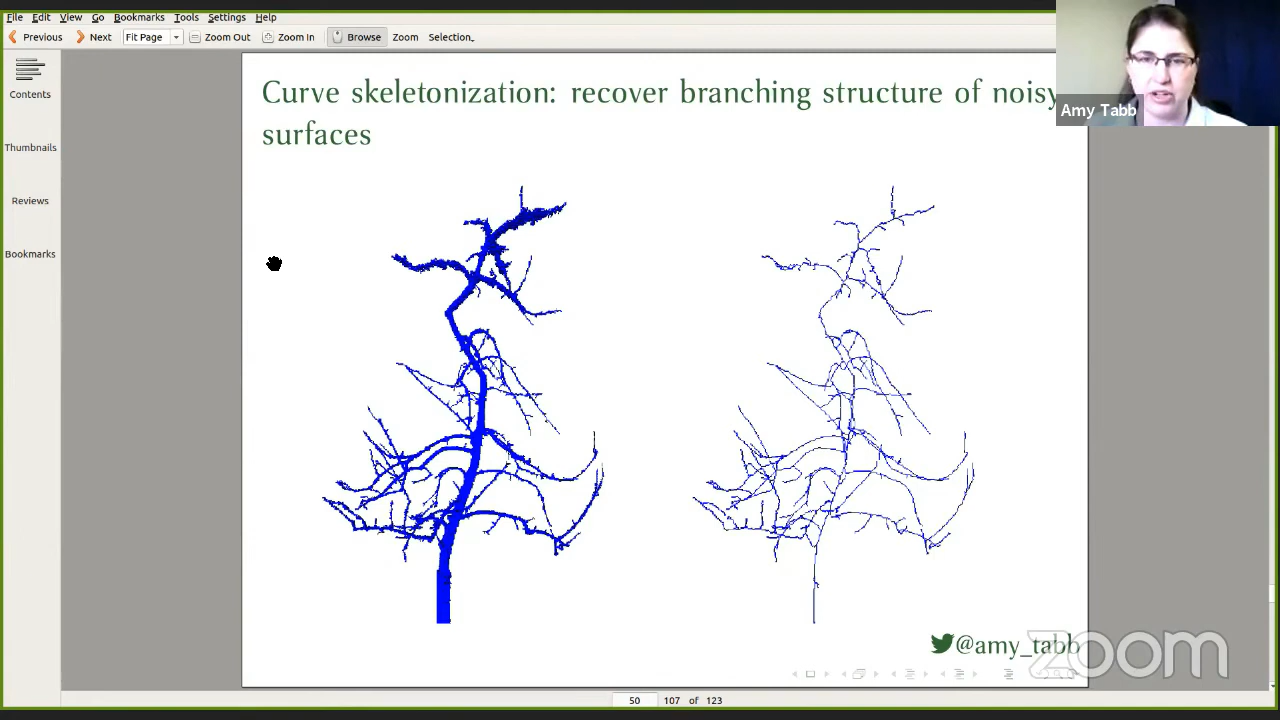 File Edit View Go Bookmarks Tools Settings Help
Previous Next Fit Page Zoom Out Zoom In Browse Zoom Selection
Contents
Thumbnails
Reviews
Bookmarks
Curve skeletonization: recover branching structure of noisy
surfaces
Amy Tabb
@amy_tabb
zoom
50 107 of 123